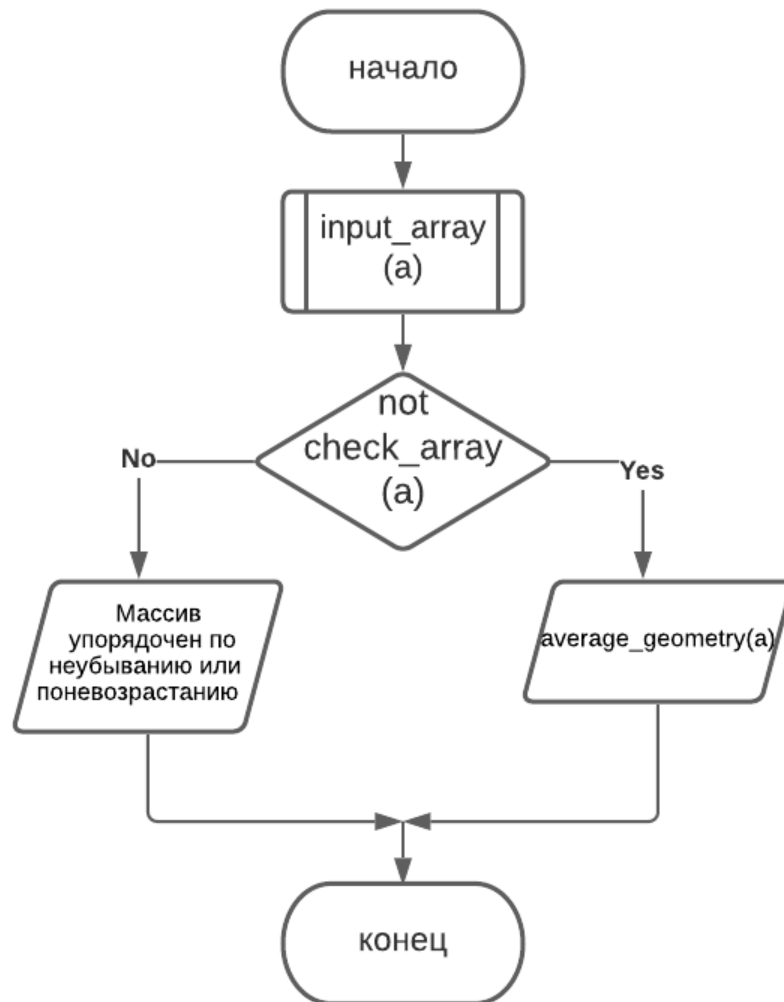 начало
input_array
(a)
not
check_array
(a)
No
Yes
Массив
упорядочен по
неубыванию или
поневозрастанию
average_geometry(a)
конец